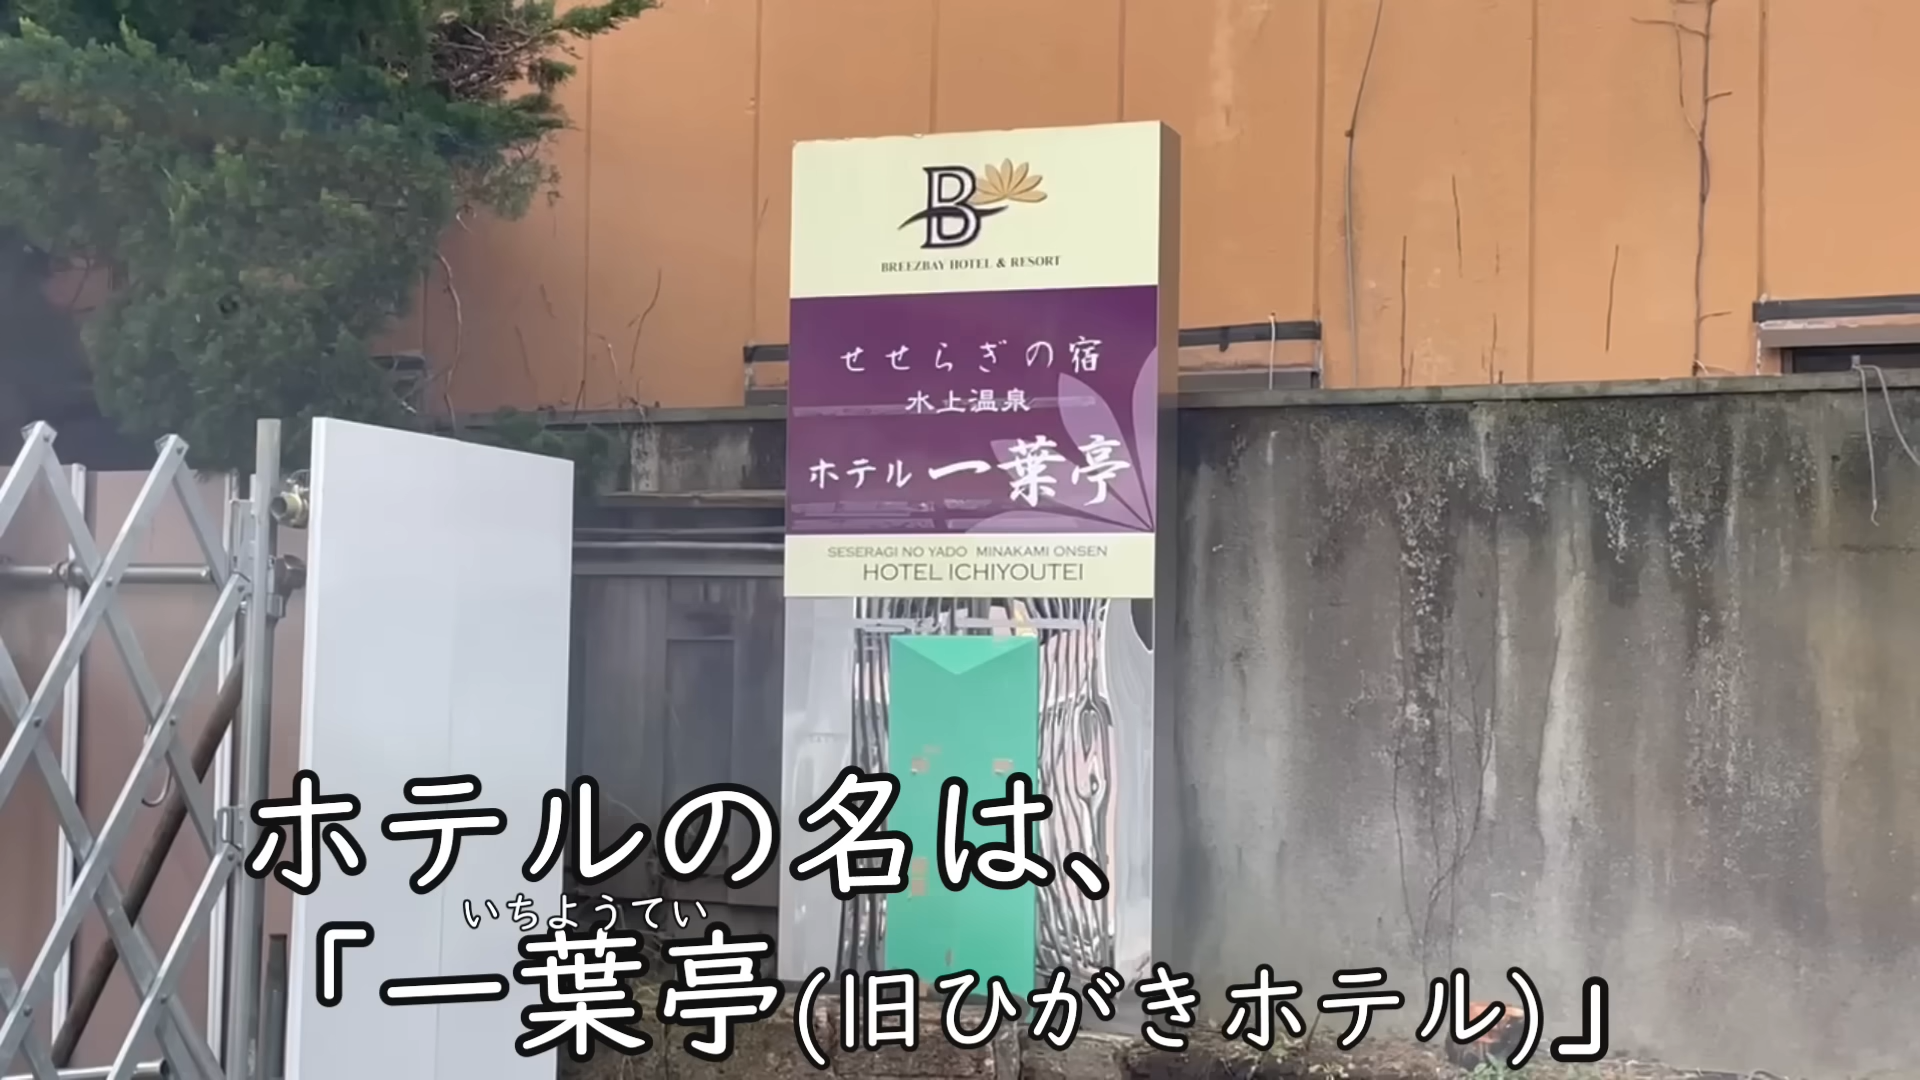 B
BREEZBAY HOTEL & RESORT
せせらぎの宿
水上温泉
ホテル 一葉亭
SESERAGI NO YADO MINAKAMI ONSEN
HOTEL ICHIYOUTEI
ホテルの名は、
いちようてい
「一葉亭(旧ひがきホテル)」